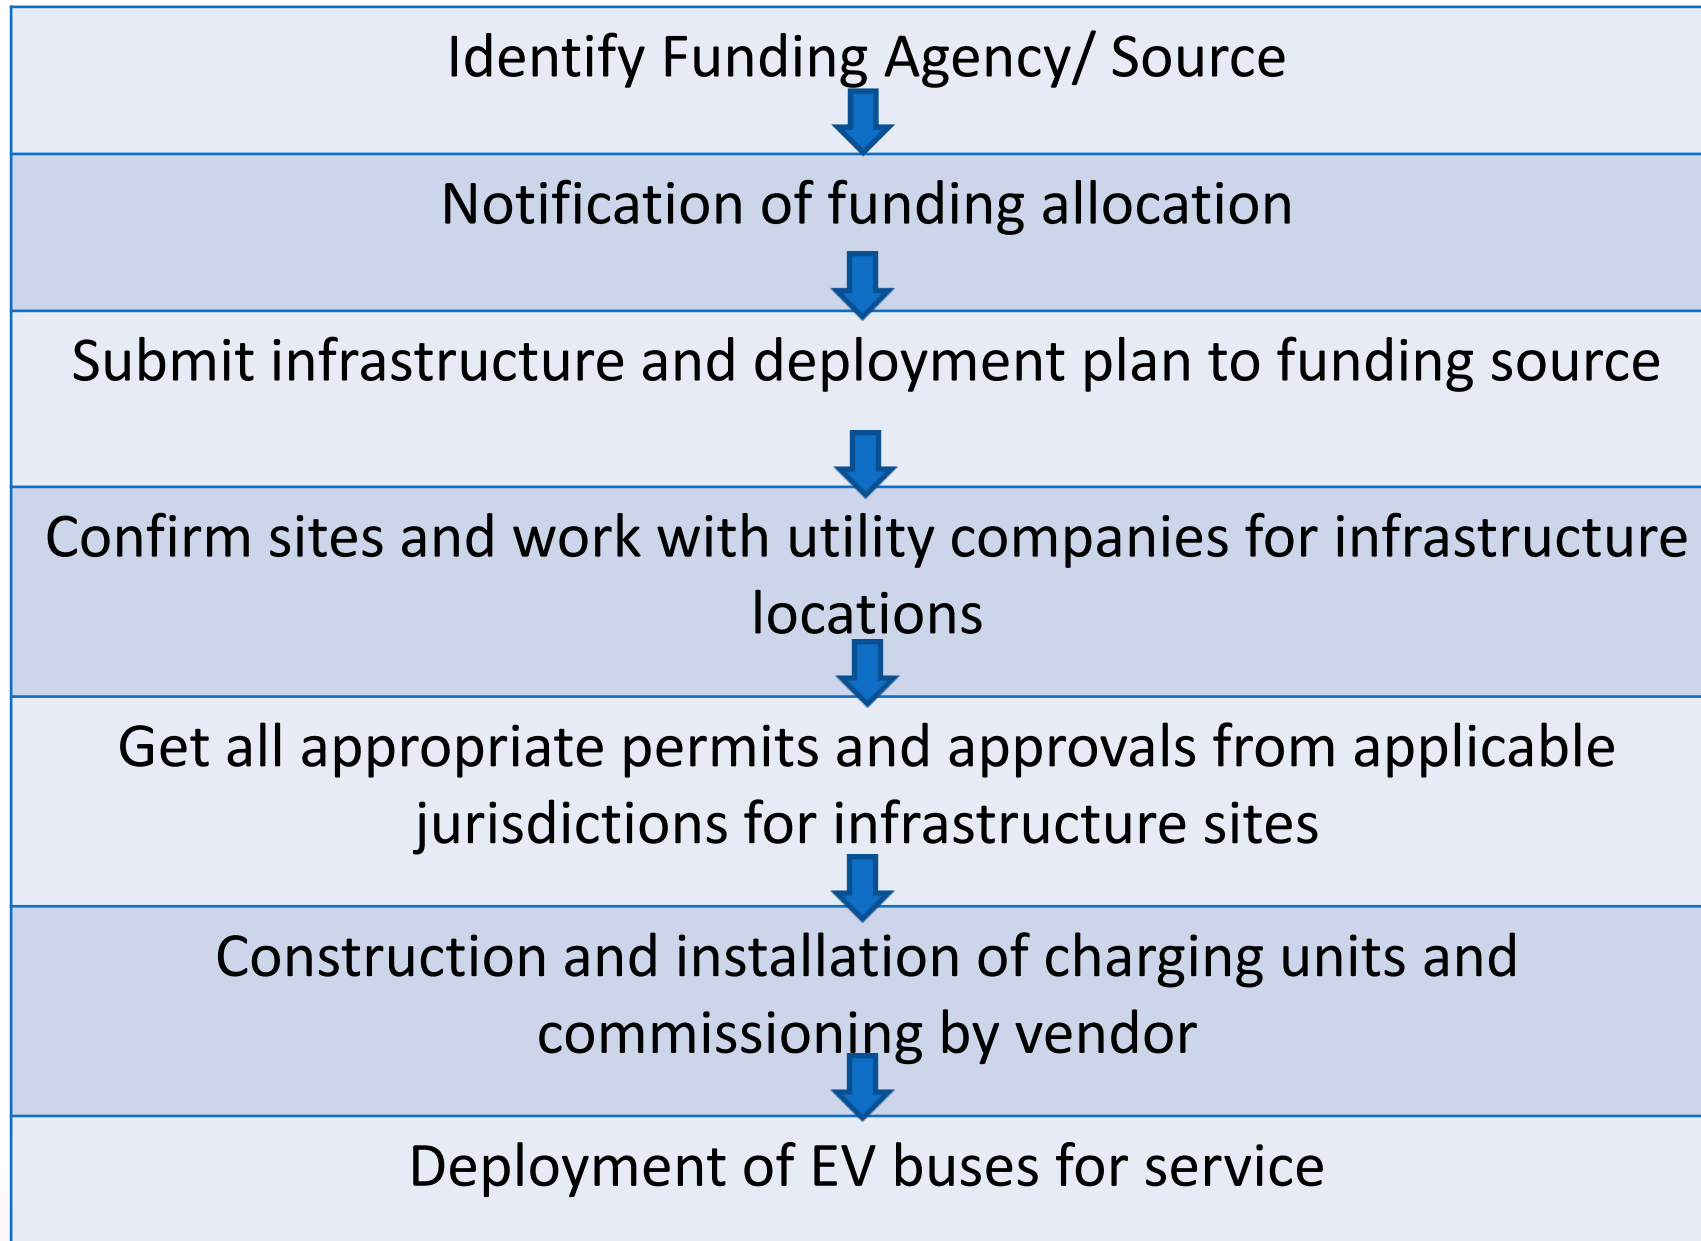 Identify Funding Agency/ Source
Notification of funding allocation
Submit infrastructure and deployment plan to funding source
Confirm sites and work with utility companies for infrastructure
locations
Get all appropriate permits and approvals from applicable
jurisdictions for infrastructure sites
Construction and installation of charging units and
commissioning by vendor
Deployment of EV buses for service